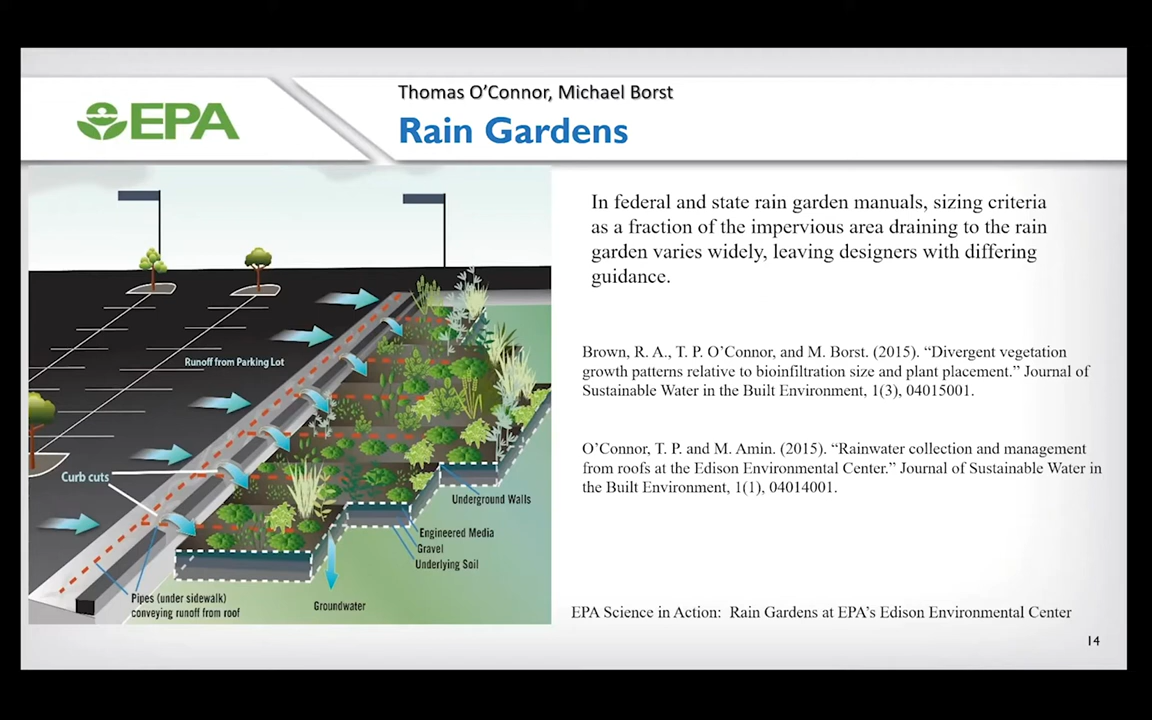 EPA
Thomas O’Connor, Michael Borst
Rain Gardens
In federal and state rain garden manuals, sizing criteria
as a fraction of the impervious area draining to the rain
garden varies widely, leaving designers with differing
guidance.
Brown, R. A., T. P. O’Connor, and M. Borst. (2015). “Divergent vegetation
growth patterns relative to bioinfiltration size and plant placement.” Journal of
Sustainable Water in the Built Environment, 1(3), 04015001.
O’Connor, T. P. and M. Amin. (2015). “Rainwater collection and management
from roofs at the Edison Environmental Center.” Journal of Sustainable Water in
the Built Environment, 1(1), 04014001.
EPA Science in Action: Rain Gardens at EPA’s Edison Environmental Center
14
Runoff from Parking Lot
Curb cuts
Underground Walls
Engineered Media
Gravel
Underlying Soil
Pipes (under sidewalk)
conveying runoff from roof
Groundwater